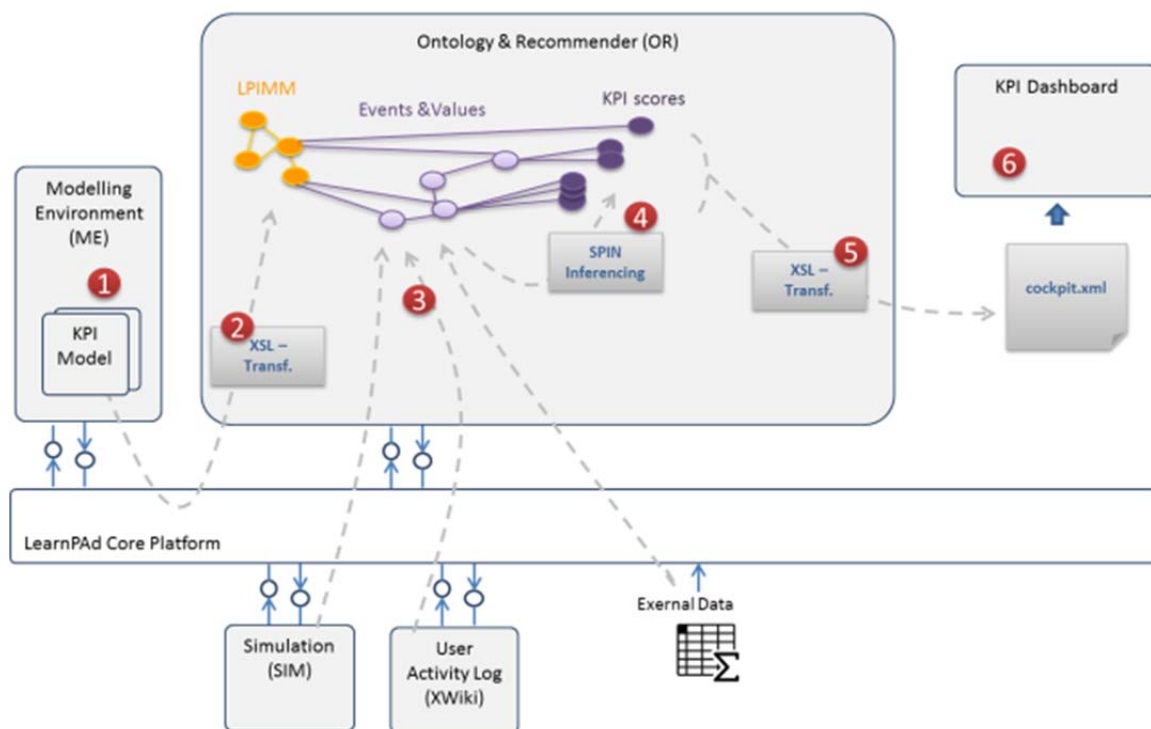 Ontology & Recommender (OR)
LPIMM
Events &Values
KPI scores
KPI Dashboard
6
Modelling
Environment
(ME)
1
KPI
Model
2
XSL –
Transf.
3
4
SPIN
Inferencing
5
XSL –
Transf.
cockpit.xml
LearnPAd Core Platform
Simulation
(SIM)
User
Activity Log
(XWiki)
Exernal Data
Σ